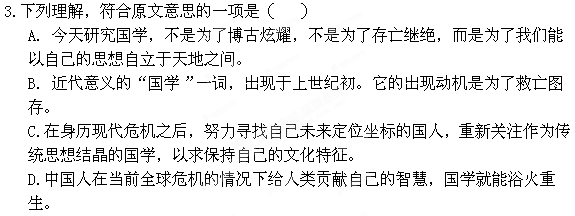 3.下列理解，符合原文意思的一项是（    ）
A. 今天研究国学，不是为了博古炫耀，不是为了存亡继绝，而是为了我们能
以自己的思想自立于天地之间。
B. 近代意义的“国学 ”一词，出现于上世纪初。它的出现动机是为了救亡图
存。
C.在身历现代危机之后，努力寻找自己未来定位坐标的国人，重新关注作为传
统思想结晶的国学，以求保持自己的文化特征。
D.中国人在当前全球危机的情况下给人类贡献自己的智慧，国学就能浴火重
生。